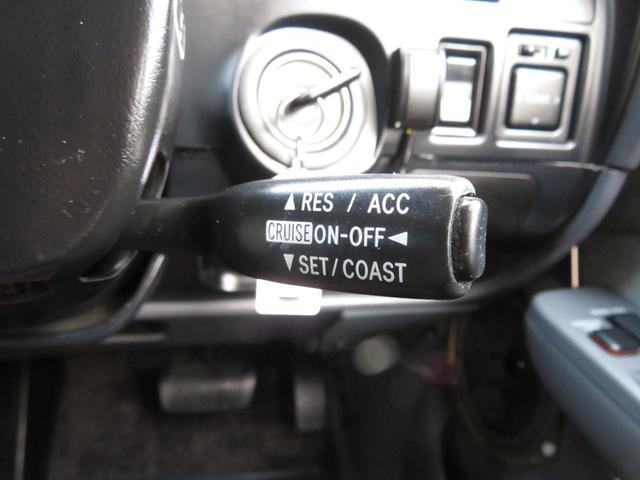 ▲ RES / ACC
CRUISE ON-OFF ◄
▼ SET/COAST